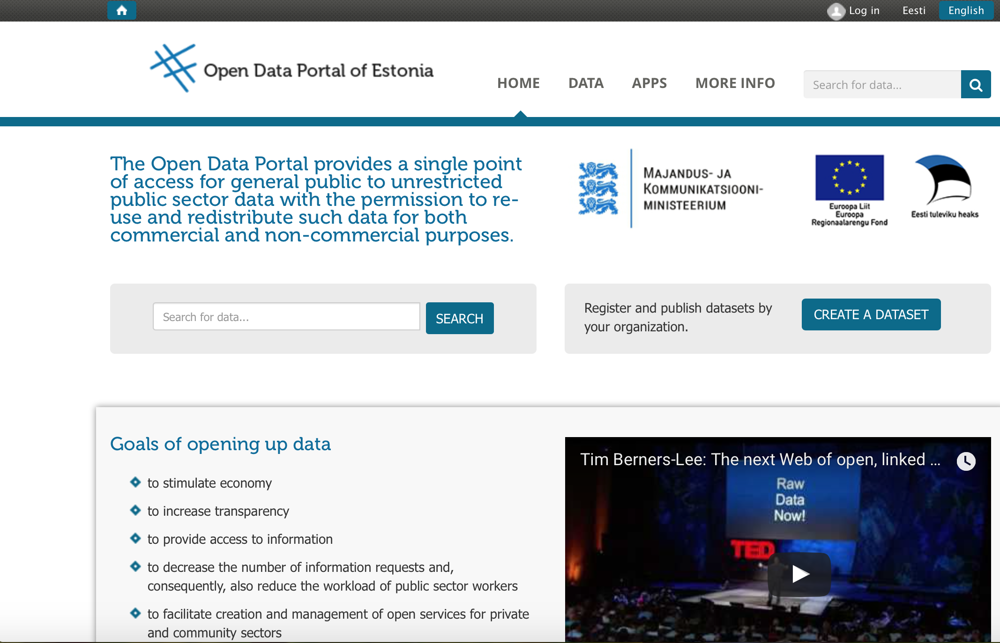 Log in
Eesti
English
Open Data Portal of Estonia
HOME
DATA
APPS
MORE INFO
Search for data...
The Open Data Portal provides a single point
of access for general public to unrestricted
public sector data with the permission to re-
use and redistribute such data for both
commercial and non-commercial purposes.
MAJANDUS- JA
KOMMUNIKATSIOONI-
MINISTEERIUM
Euroopa Liit
Euroopa
Regionaalarengu Fond
Eesti tuleviku heaks
Search for data...
SEARCH
Register and publish datasets by
your organization.
CREATE A DATASET
Goals of opening up data
to stimulate economy
to increase transparency
to provide access to information
to decrease the number of information requests and,
consequently, also reduce the workload of public sector workers
to facilitate creation and management of open services for private
and community sectors
Tim Berners-Lee: The next Web of open, linked ...
Raw
Data
Now!
TED